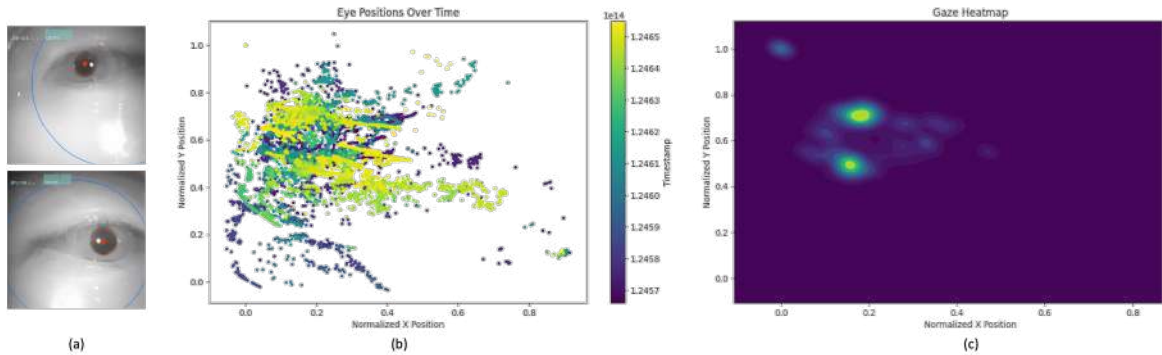 Eye Positions Over Time
1e14
Gaze Heatmap
1.0
0.8
0.6
0.4
0.2
0.0
Normalized Y Position
0.0
0.2
0.4
0.6
0.8
Normalized X Position
1.2465
1.2464
1.2463
1.2462
1.2461
1.2460
1.2459
1.2458
1.2457
Timestamp
1.0
0.8
0.6
0.4
0.2
0.0
Normalized Y Position
0.0
0.2
0.4
0.6
0.8
Normalized X Position
(a)
(b)
(c)